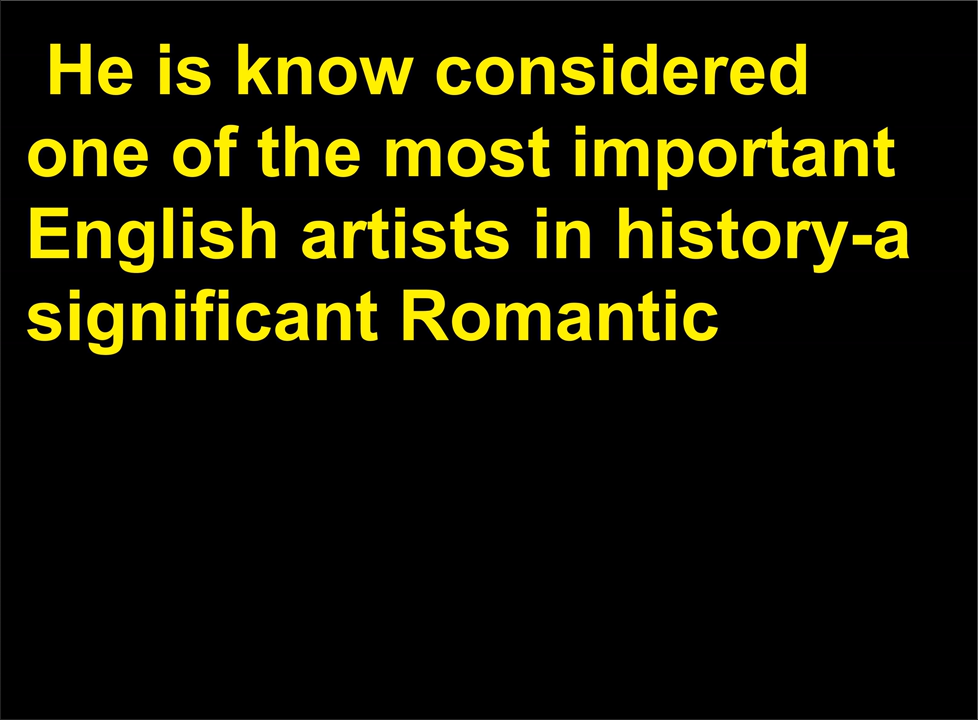 He is know considered
one of the most important
English artists in history-a
significant Romantic